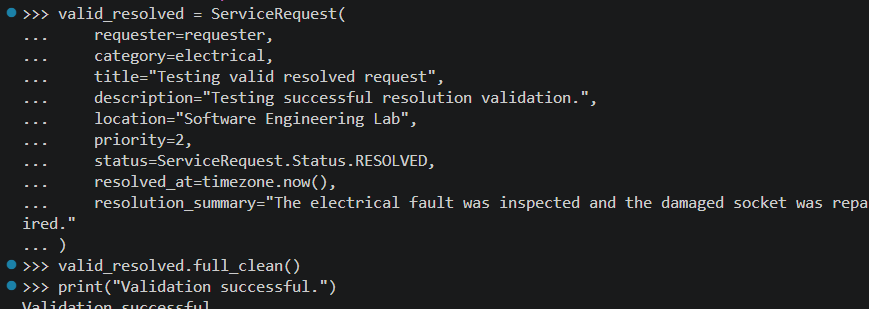 >>> valid_resolved = ServiceRequest(
...     requester=requester,
...     category=electrical,
...     title="Testing valid resolved request",
...     description="Testing successful resolution validation.",
...     location="Software Engineering Lab",
...     priority=2,
...     status=ServiceRequest.Status.RESOLVED,
...     resolved_at=timezone.now(),
...     resolution_summary="The electrical fault was inspected and the damaged socket was repa
ired."
... )
>>> valid_resolved.full_clean()
>>> print("Validation successful.")
Validation successful